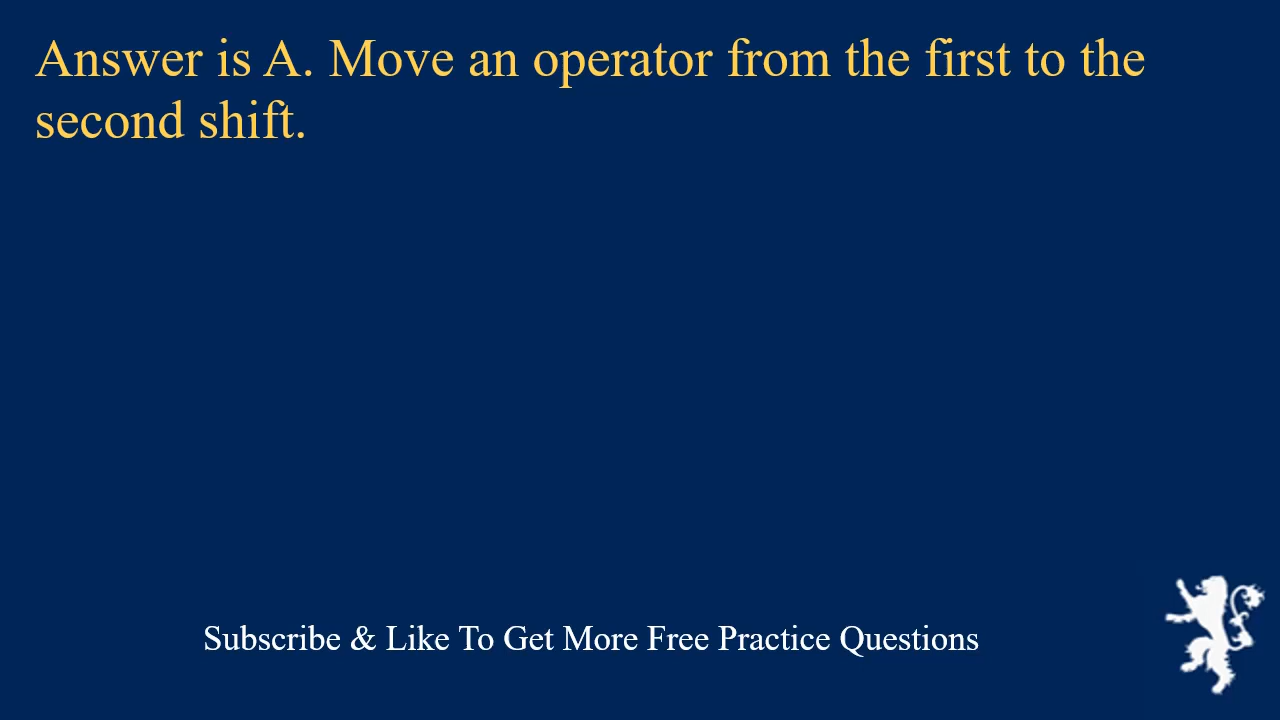 Answer is A. Move an operator from the first to the
second shift.
Subscribe & Like To Get More Free Practice Questions